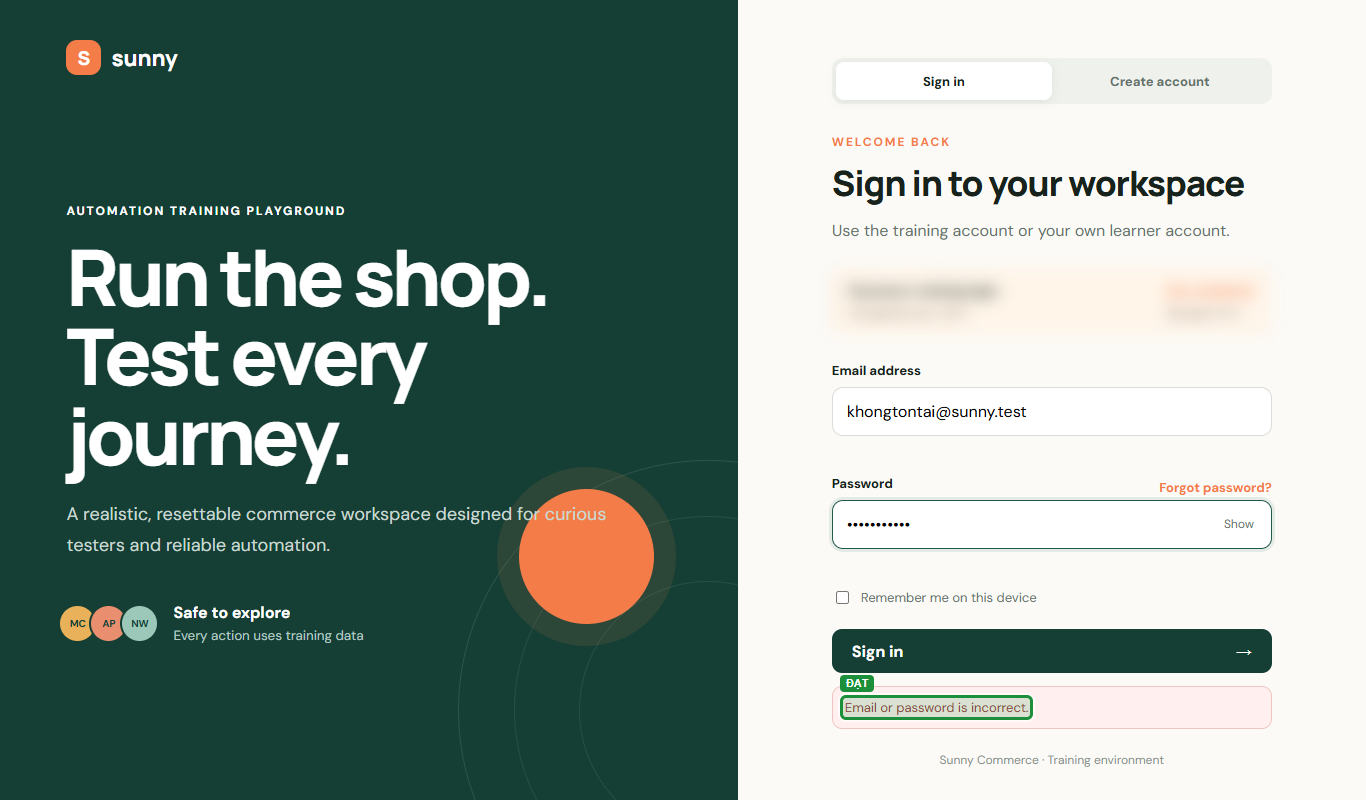 S sunny
AUTOMATION TRAINING PLAYGROUND
Run the shop.
Test every
journey.
A realistic, resettable commerce workspace designed for curious
testers and reliable automation.
MC AP NW
Safe to explore
Every action uses training data
Sign in
Create account
WELCOME BACK
Sign in to your workspace
Use the training account or your own learner account.
Email address
khongtontai@sunny.test
Password
Forgot password?
•••••••••••
Show
Remember me on this device
Sign in →
ĐẠT
Email or password is incorrect.
Sunny Commerce · Training environment